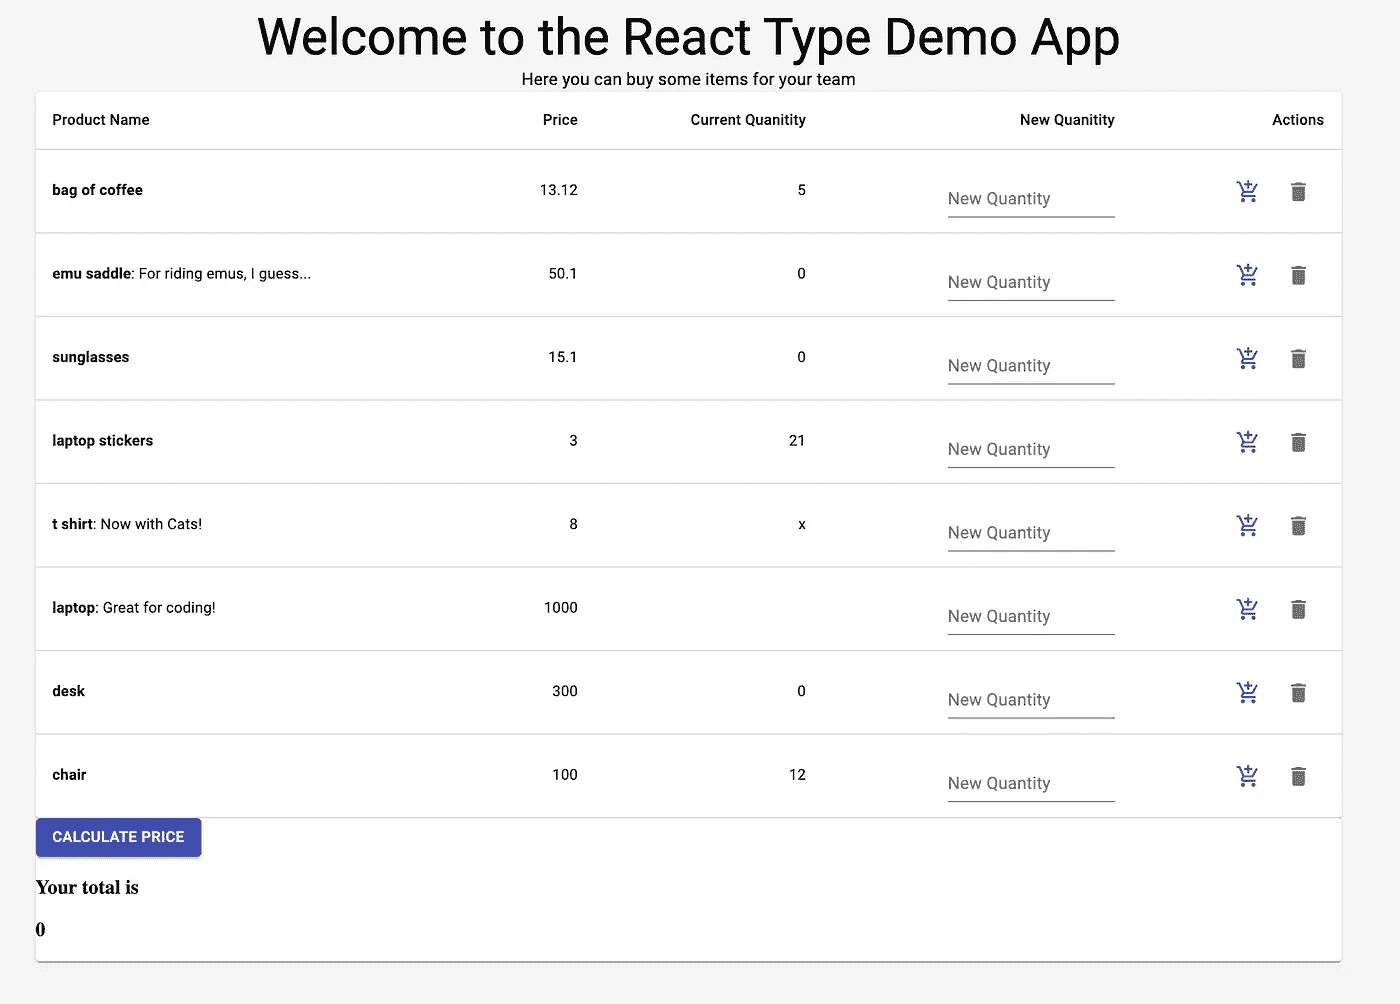 Welcome to the React Type Demo App
Here you can buy some items for your team
Product Name Price Current Quanitity New Quanitity Actions
bag of coffee 13.12 5 New Quantity
emu saddle: For riding emus, I guess... 50.1 0 New Quantity
sunglasses 15.1 0 New Quantity
laptop stickers 3 21 New Quantity
t shirt: Now with Cats! 8 x New Quantity
laptop: Great for coding! 1000 New Quantity
desk 300 0 New Quantity
chair 100 12 New Quantity
CALCULATE PRICE
Your total is
0